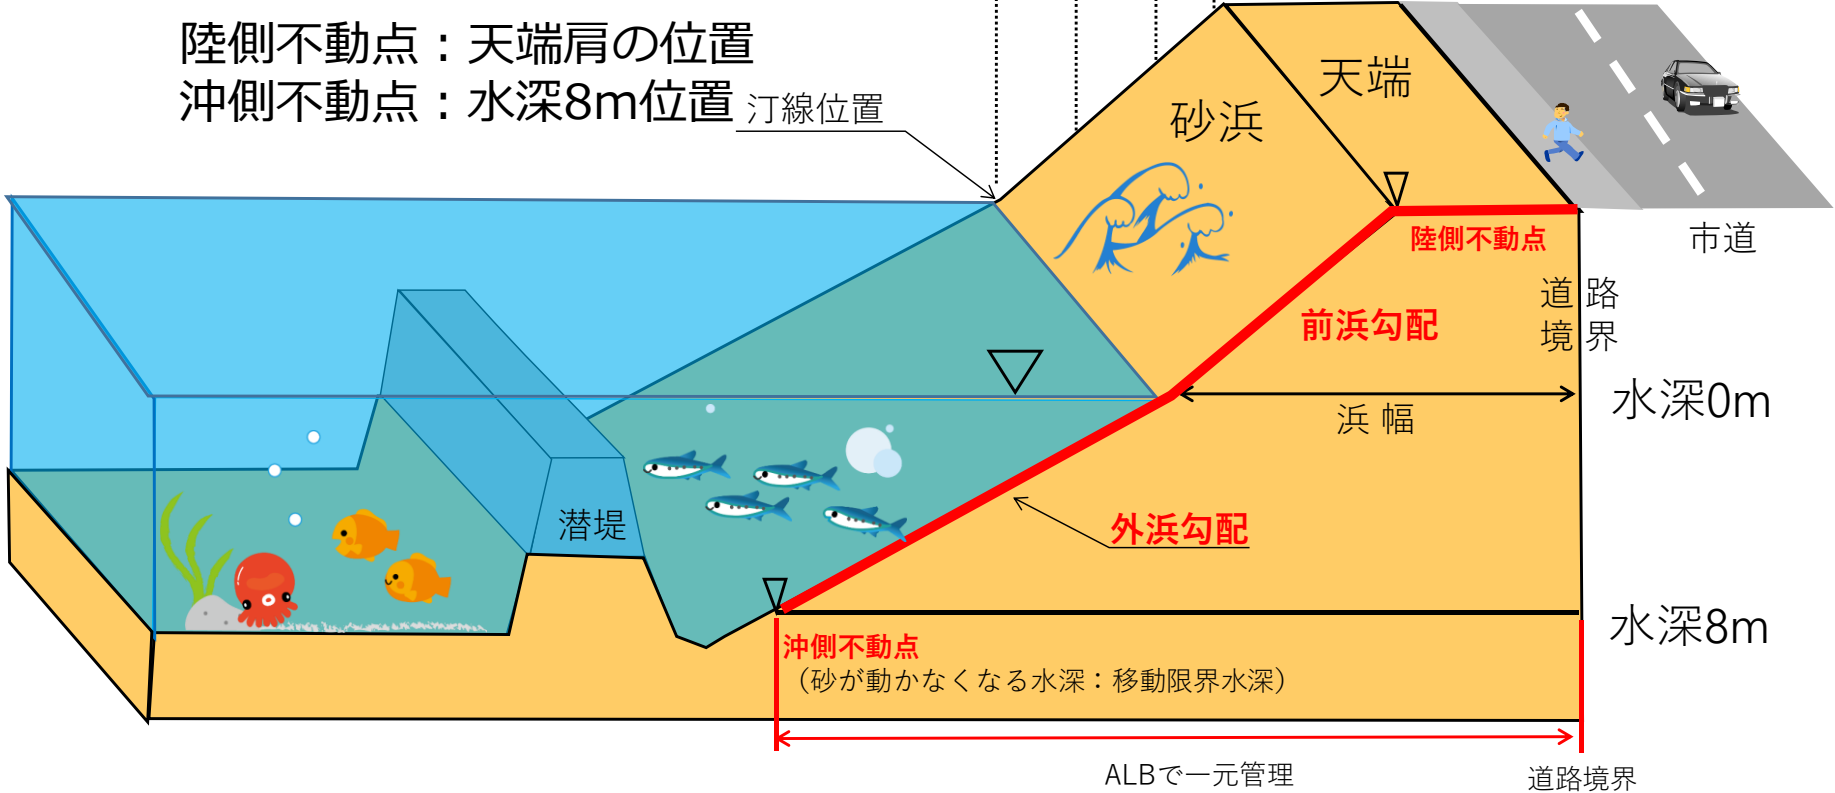 陸側不動点：天端肩の位置
沖側不動点：水深8m位置
汀線位置
天端
砂浜
陸側不動点
市道
道路
境界
前浜勾配
水深0m
浜幅
潜堤
外浜勾配
水深8m
沖側不動点
（砂が動かなくなる水深：移動限界水深）
ALBで一元管理
道路境界